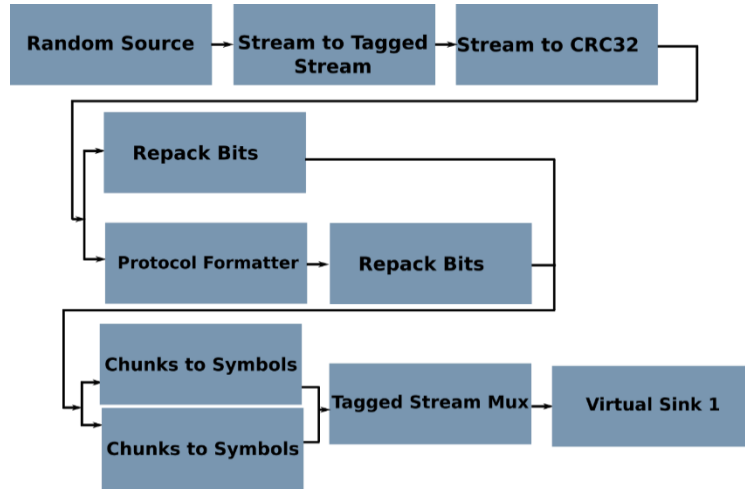 Random Source
Stream to Tagged
Stream
Stream to CRC32
Repack Bits
Protocol Formatter
Repack Bits
Chunks to Symbols
Chunks to Symbols
Tagged Stream Mux
Virtual Sink 1